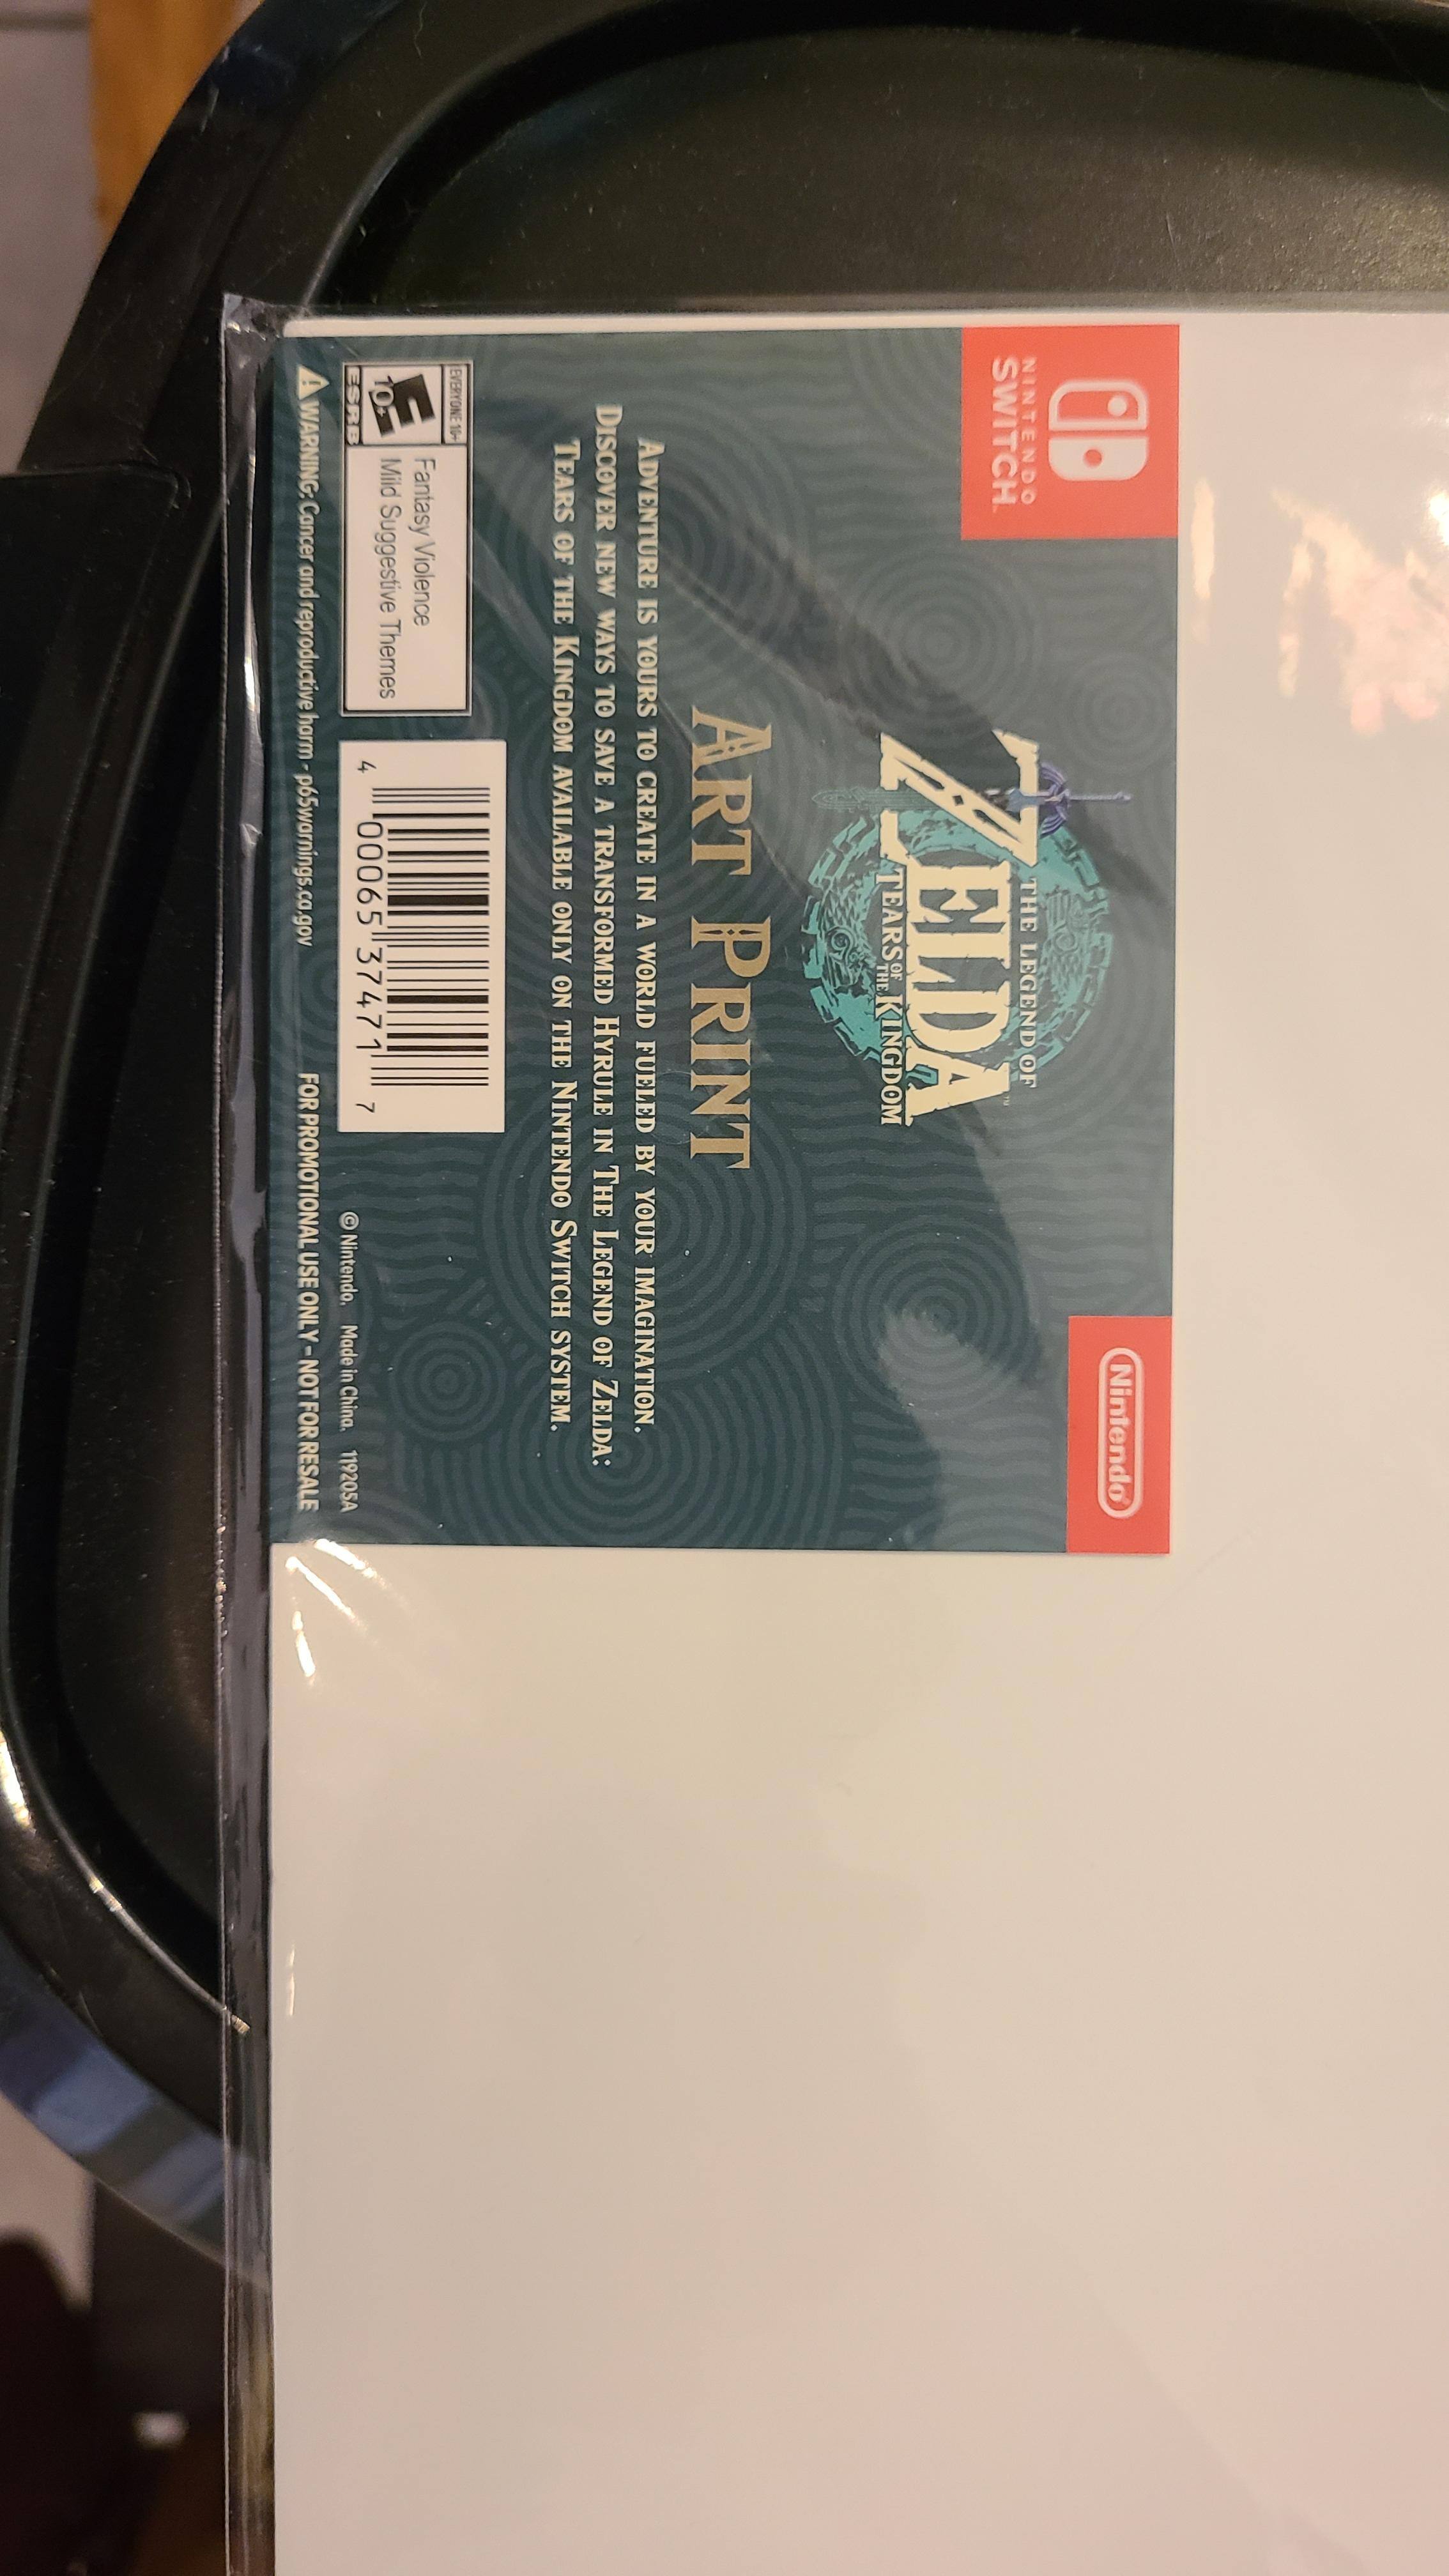 NINTENDO
SWITCH
Nintendo
THE LEGEND OF
ZELDA
TEARS OF THE KINGDOM
ART PRINT
ADVENTURE IS YOURS TO CREATE IN A WORLD FUELED BY YOUR IMAGINATION.
DISCOVER NEW WAYS TO SAVE A TRANSFORMED HYRULE IN THE LEGEND OF ZELDA:
TEARS OF THE KINGDOM AVAILABLE ONLY ON THE NINTENDO SWITCH SYSTEM.
EVERYONE 10+
E
10+
ESRB
Fantasy Violence
Mild Suggestive Themes
4 00065 37471 7
© Nintendo. Made in China. 119205A
WARNING: Cancer and reproductive harm - p65warnings.ca.gov
FOR PROMOTIONAL USE ONLY - NOT FOR RESALE